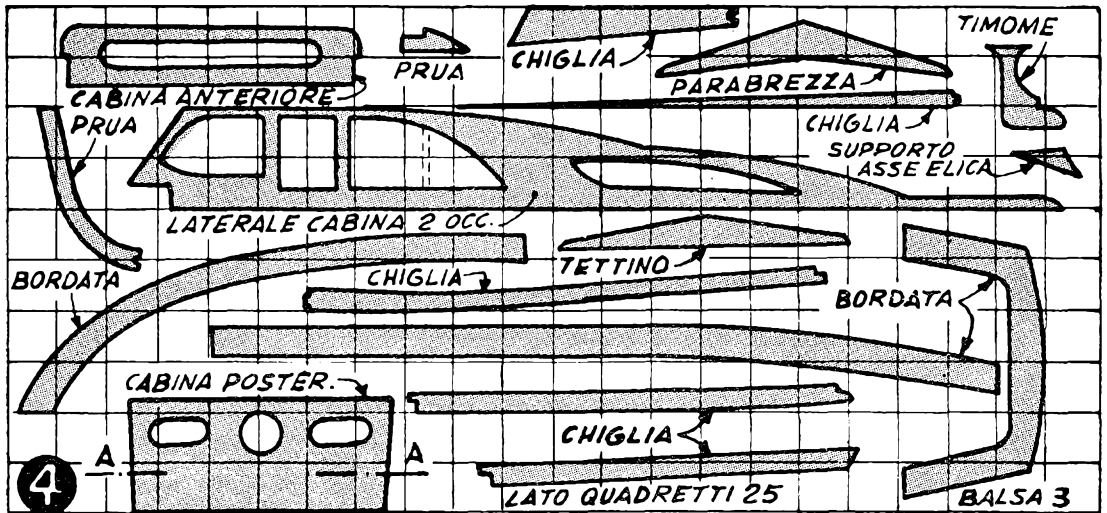 TIMOME
CHIGLIA
PRUA
PARABREZZA
CABINA ANTERIORE
PRUA
CHIGLIA
SUPPORTO
ASSE ELICA
LATERALE CABINA 2 OCC.
TETTINO
BORDATA
CHIGLIA
BORDATA
CABINA POSTER.
CHIGLIA
A
A
4
LATO QUADRETTI 25
BALSA 3